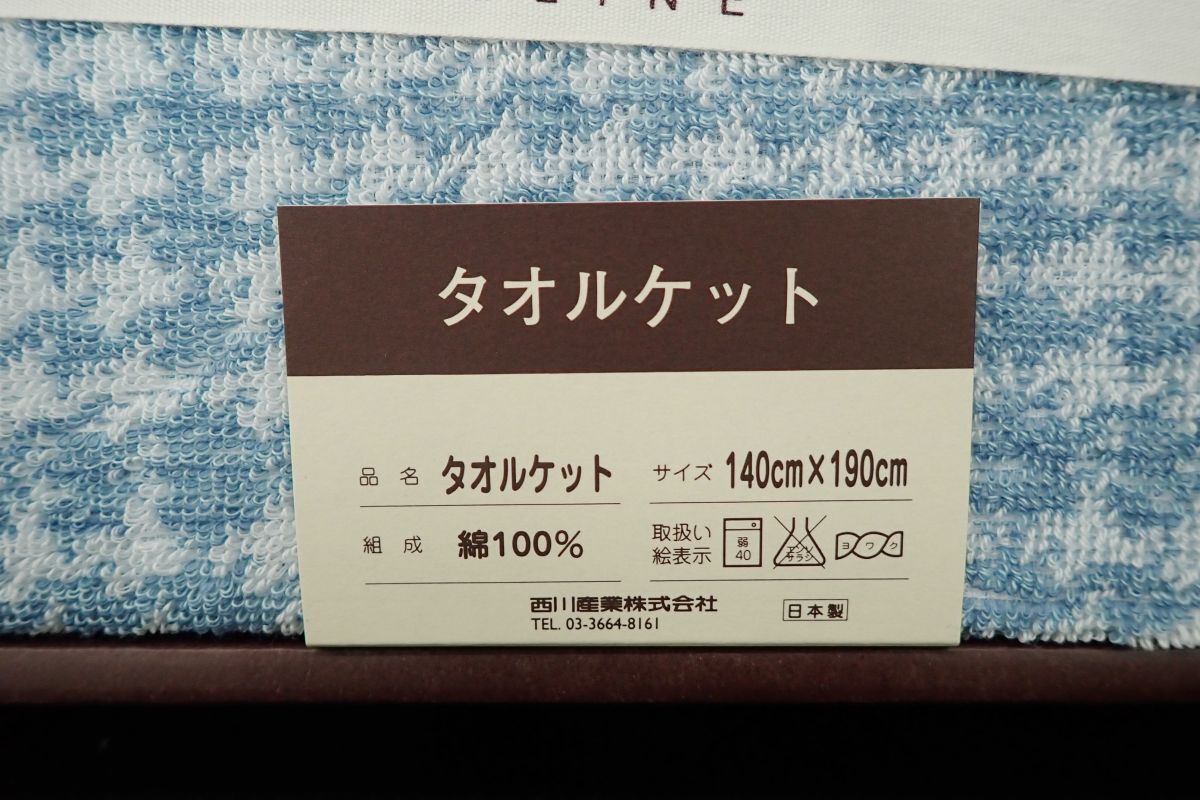 タオルケット
品名 タオルケット サイズ 140cm×190cm
組成 綿100% 取扱い
絵表示
弱
40
エンソ
サラシ
ヨワク
西川産業株式会社
TEL. 03-3664-8161
日本製